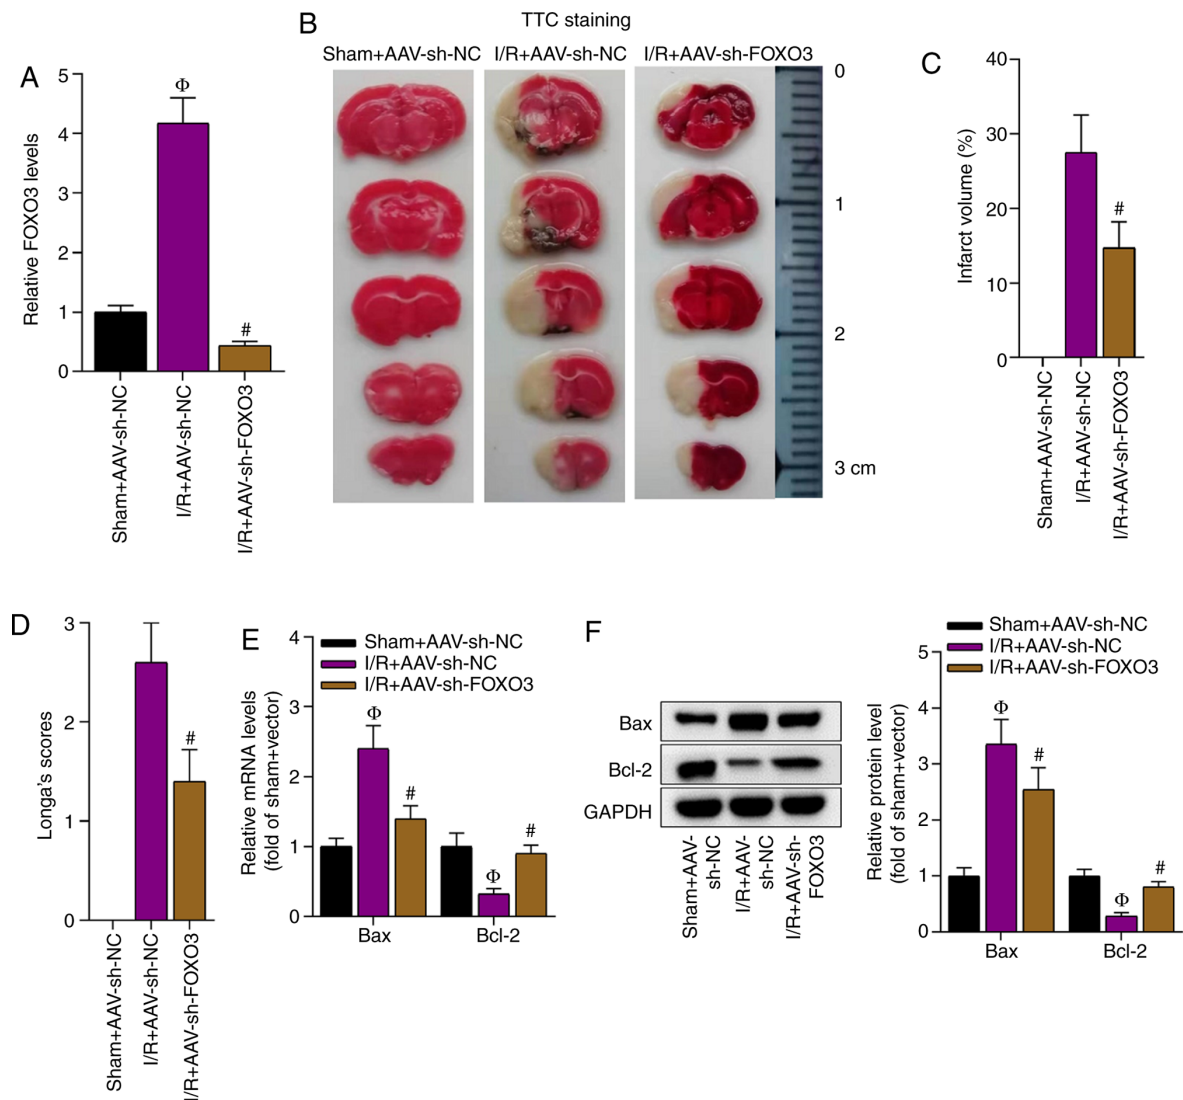 A
Relative FOXO3 levels
5
4
3
2
1
0
Φ
#
Sham+AAV-sh-NC
I/R+AAV-sh-NC
I/R+AAV-sh-FOXO3
B
TTC staining
Sham+AAV-sh-NC
I/R+AAV-sh-NC
I/R+AAV-sh-FOXO3
0
1
2
3 cm
C
Infarct volume (%)
40
30
20
10
0
#
Sham+AAV-sh-NC
I/R+AAV-sh-NC
I/R+AAV-sh-FOXO3
D
Longa's scores
3
2
1
0
#
Sham+AAV-sh-NC
I/R+AAV-sh-NC
I/R+AAV-sh-FOXO3
E
Relative mRNA levels
(fold of sham+vector)
4
3
2
1
0
Sham+AAV-sh-NC
I/R+AAV-sh-NC
I/R+AAV-sh-FOXO3
Φ
#
Φ
#
Bax
Bcl-2
F
Bax
Bcl-2
GAPDH
Sham+AAV-
sh-NC
I/R+AAV-
sh-NC
I/R+AAV-sh-
FOXO3
Relative protein level
(fold of sham+vector)
5
4
3
2
1
0
Sham+AAV-sh-NC
I/R+AAV-sh-NC
I/R+AAV-sh-FOXO3
Φ
#
Φ
#
Bax
Bcl-2